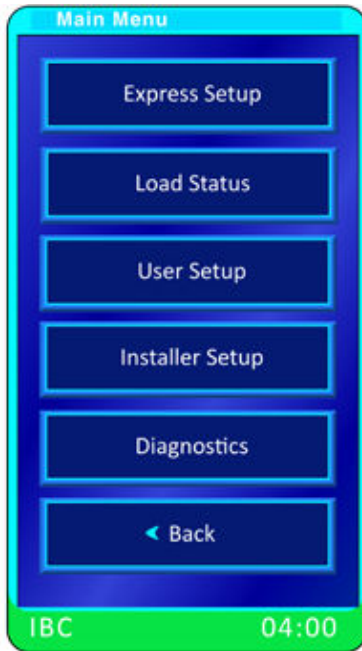 Main Menu
Express Setup
Load Status
User Setup
Installer Setup
Diagnostics
Back
IBC 04:00